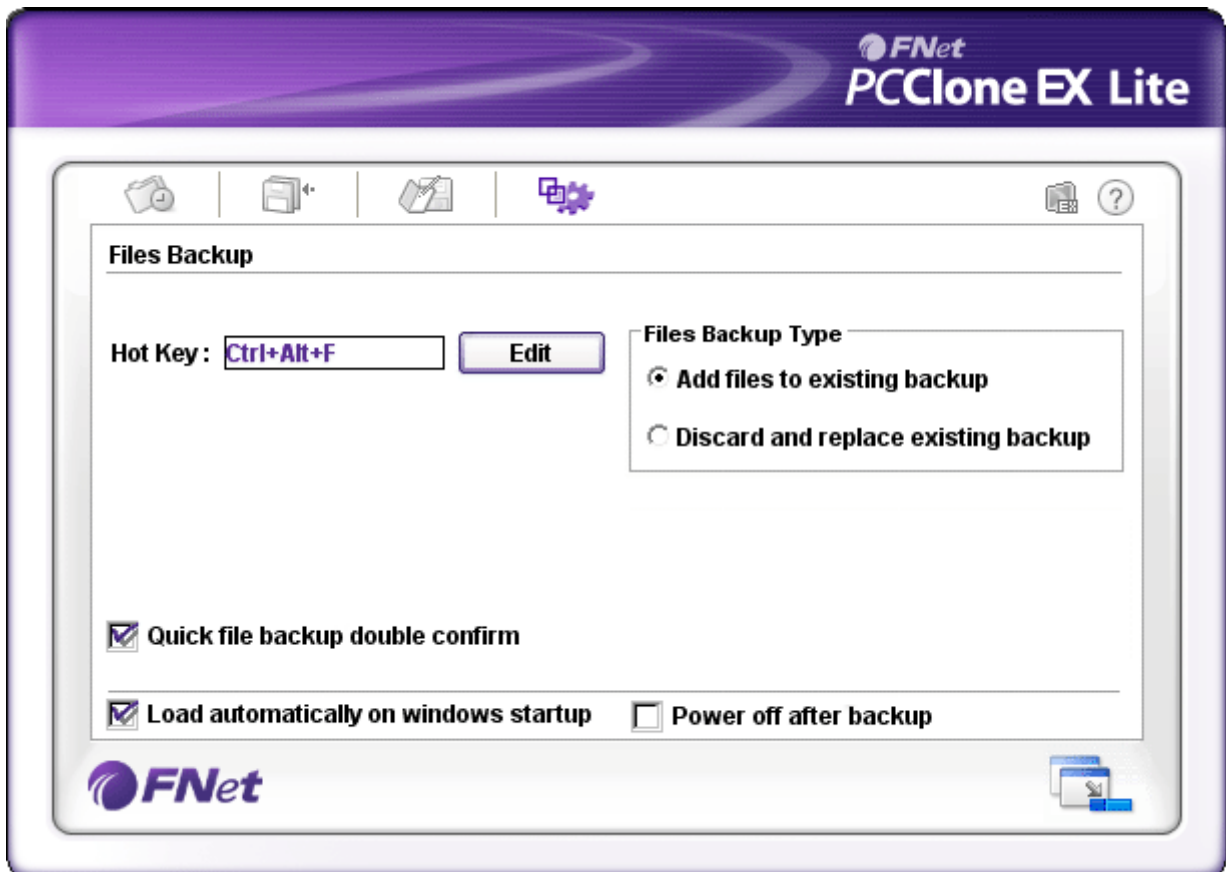 FNet
PCClone EX Lite
EX
?
Files Backup
Hot Key : Ctrl+Alt+F
Edit
Files Backup Type
Add files to existing backup
Discard and replace existing backup
Quick file backup double confirm
Load automatically on windows startup
Power off after backup
FNet